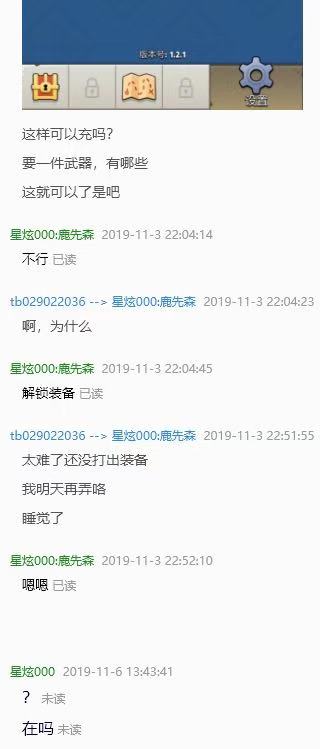 版本号: 1.2.1
设置
这样可以充吗?
要一件武器，有哪些
这就可以了是吧
星炫000:鹿先森 2019-11-3 22:04:14
不行 已读
tb029022036 --> 星炫000:鹿先森 2019-11-3 22:04:23
啊，为什么
星炫000:鹿先森 2019-11-3 22:04:45
解锁装备 已读
tb029022036 --> 星炫000:鹿先森 2019-11-3 22:51:55
太难了还没打出装备
我明天再弄咯
睡觉了
星炫000:鹿先森 2019-11-3 22:52:10
嗯嗯 已读
星炫000 2019-11-6 13:43:41
？ 未读
在吗 未读